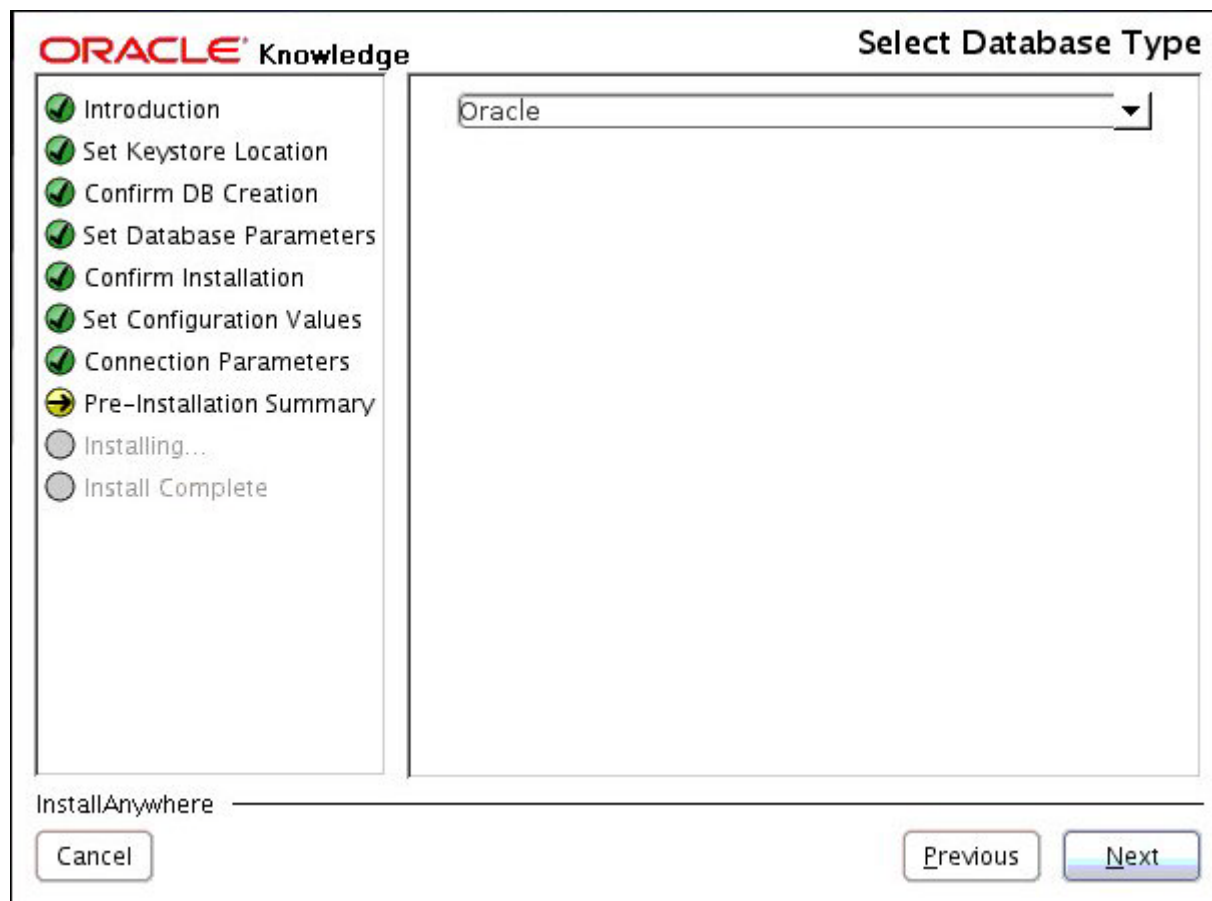 ORACLE Knowledge
Select Database Type
Introduction
Set Keystore Location
Confirm DB Creation
Set Database Parameters
Confirm Installation
Set Configuration Values
Connection Parameters
Pre-Installation Summary
Installing...
Install Complete
Oracle
InstallAnywhere
Cancel
Previous
Next